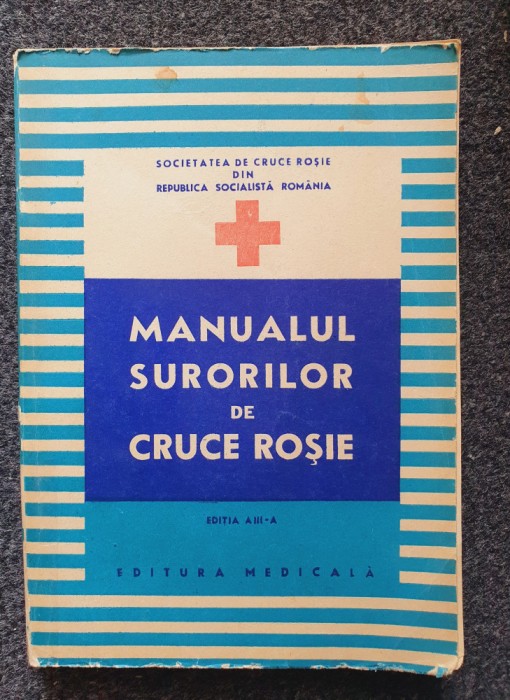 SOCIETATEA DE CRUCE ROȘIE
DIN
REPUBLICA SOCIALISTĂ ROMÂNIA
MANUALUL
SURORILOR
DE
CRUCE ROȘIE
EDIȚIA A III-A
EDITURA MEDICALĂ